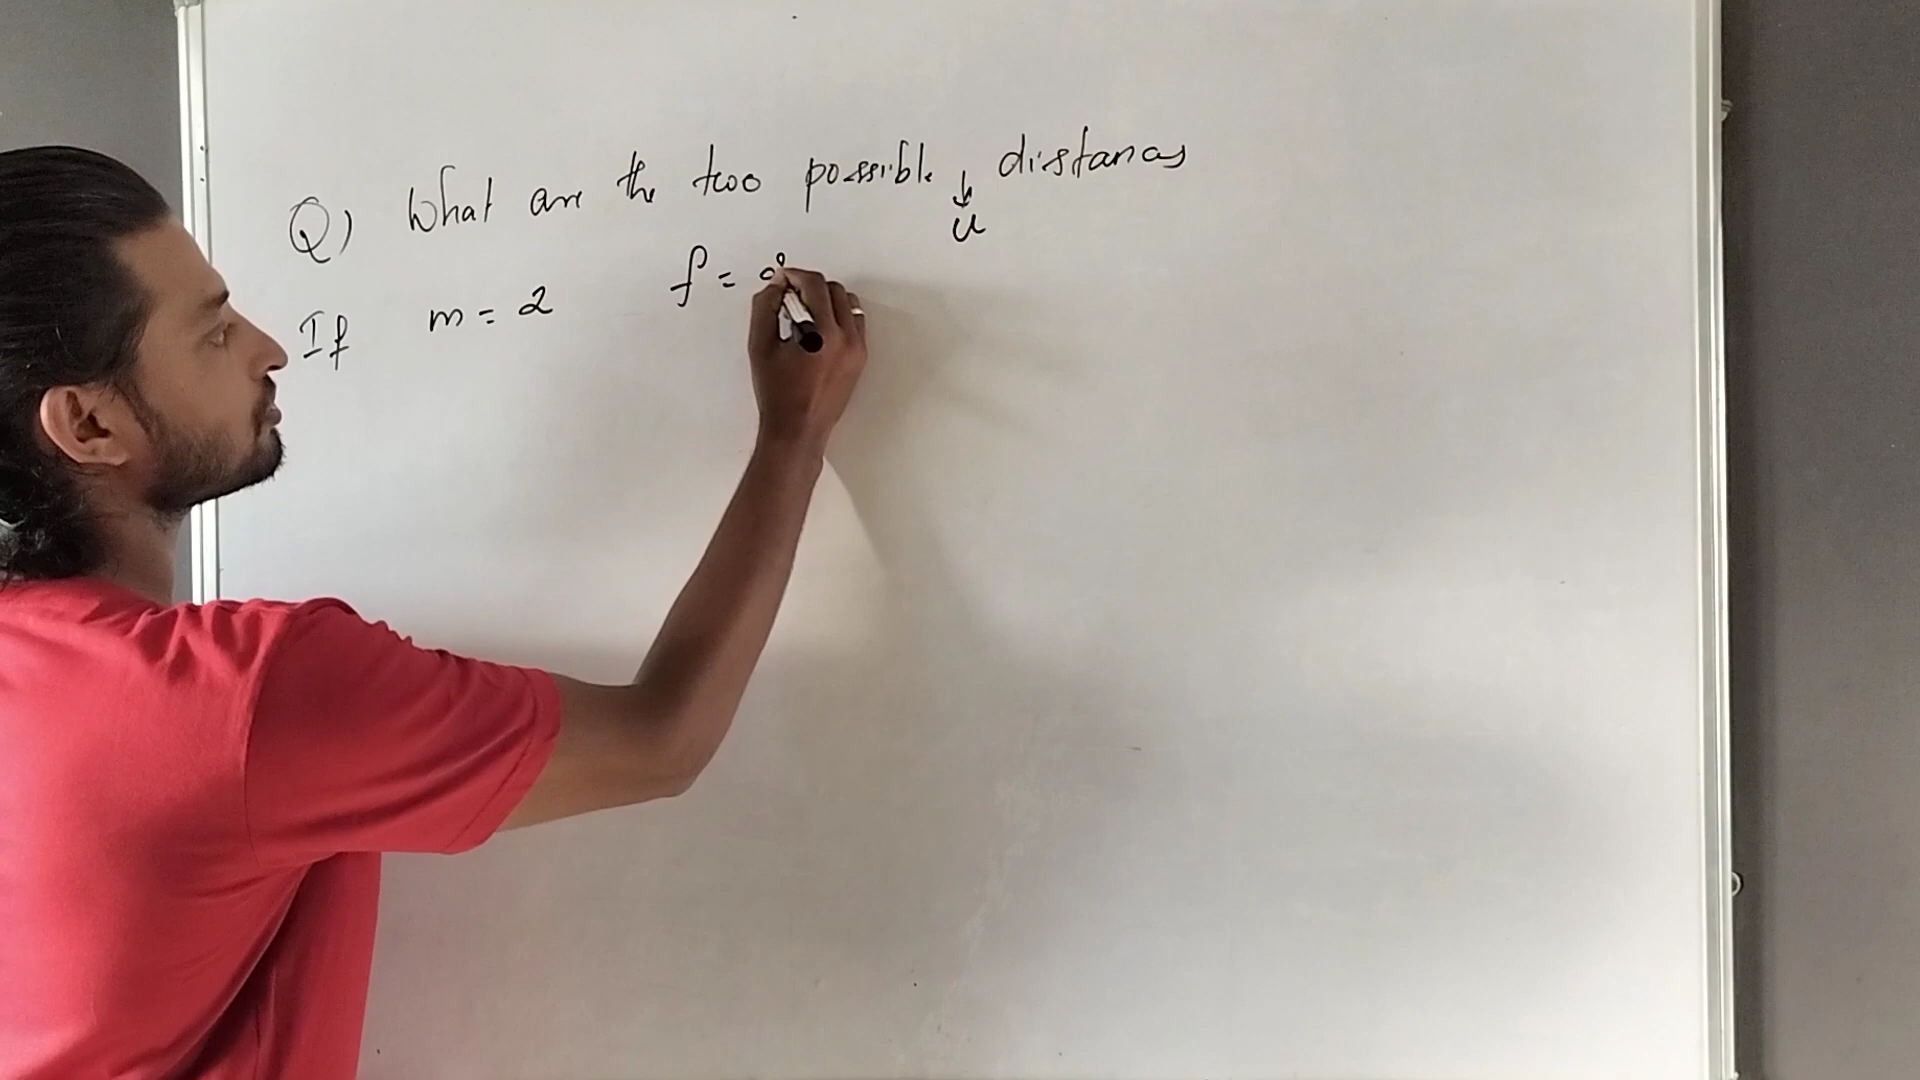 Q) What are the two possible ↓ distances
u
If m = 2 f =